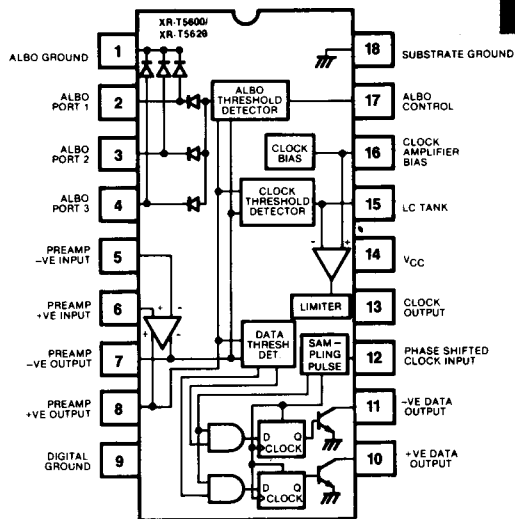 XR-T5600/
XR-T5620
ALBO GROUND
1
ALBO
PORT 1
2
ALBO
PORT 2
3
ALBO
PORT 3
4
PREAMP
-VE INPUT
5
PREAMP
+VE INPUT
6
PREAMP
-VE OUTPUT
7
PREAMP
+VE OUTPUT
8
DIGITAL
GROUND
9
ALBO
THRESHOLD
DETECTOR
CLOCK
BIAS
CLOCK
THRESHOLD
DETECTOR
- +
LIMITER
+ -
DATA
THRESH
DET.
SAM-
PLING
PULSE
D Q
CLOCK
D Q
CLOCK
18
SUBSTRATE GROUND
17
ALBO
CONTROL
16
CLOCK
AMPLIFIER
BIAS
15
LC TANK
14
VCC
13
CLOCK
OUTPUT
12
PHASE SHIFTED
CLOCK INPUT
11
-VE DATA
OUTPUT
10
+VE DATA
OUTPUT